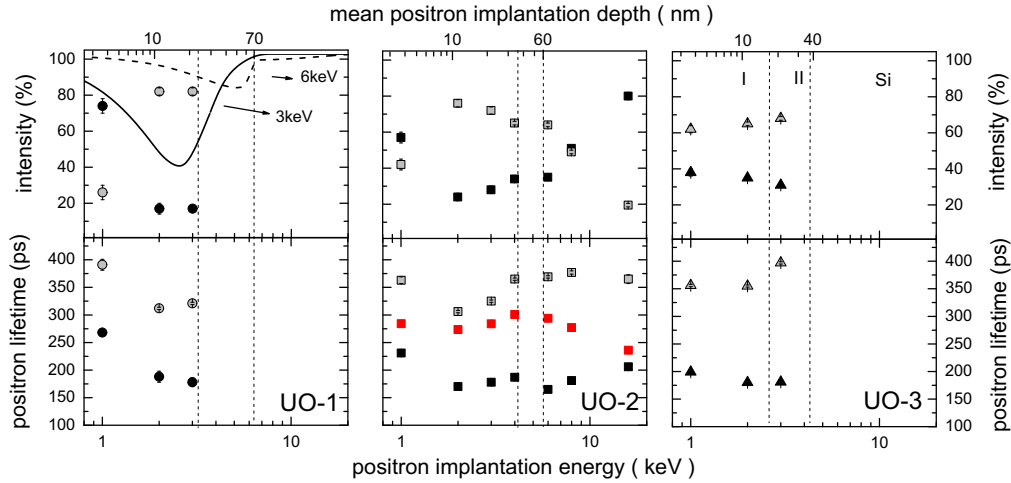 mean positron implantation depth ( nm )
10 70 10 60 10 40
100
80
60
40
20
intensity (%)
6keV
3keV
I II Si
100
80
60
40
20
intensity (%)
400
350
300
250
200
150
100
positron lifetime (ps)
UO-1
UO-2
UO-3
400
350
300
250
200
150
100
positron lifetime (ps)
1 10 1 10 1 10
positron implantation energy ( keV )